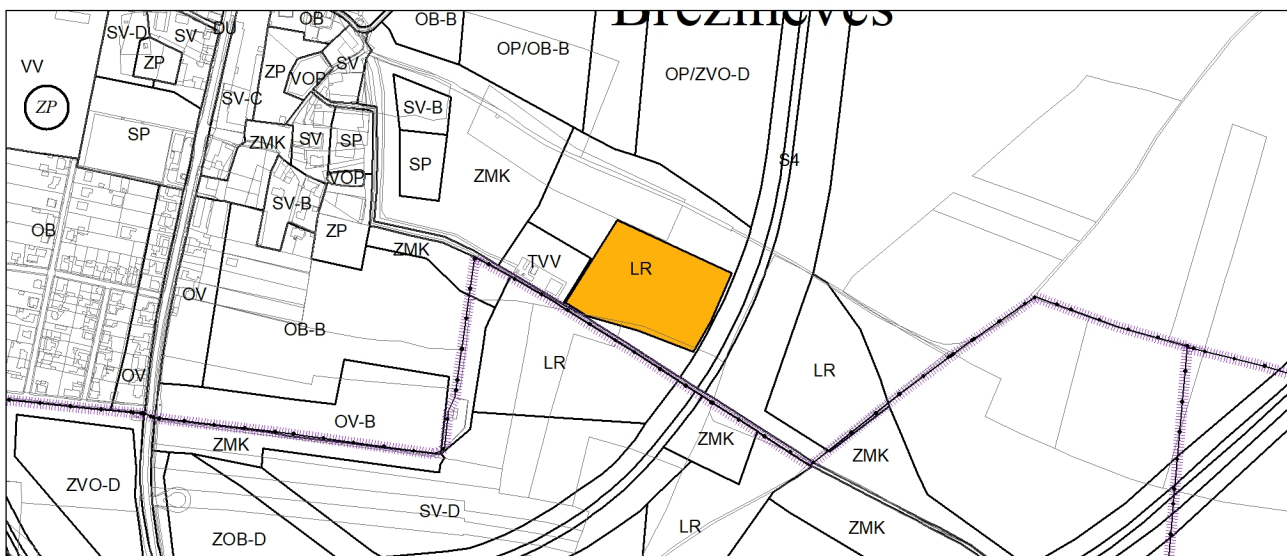 Březiněves
SV-D
SV
DU
OB
OB-B
OP/OB-B
OP/ZVO-D
VV
ZP
ZP
ZP
VOP
SV
SV-C
SV-B
SP
ZMK
SV
SP
SP
ZMK
S4
VOP
SV-B
OB
ZP
ZMK
TVV
LR
OV
OB-B
LR
LR
OV
OV-B
ZMK
ZMK
ZMK
ZVO-D
SV-D
LR
ZMK
ZOB-D